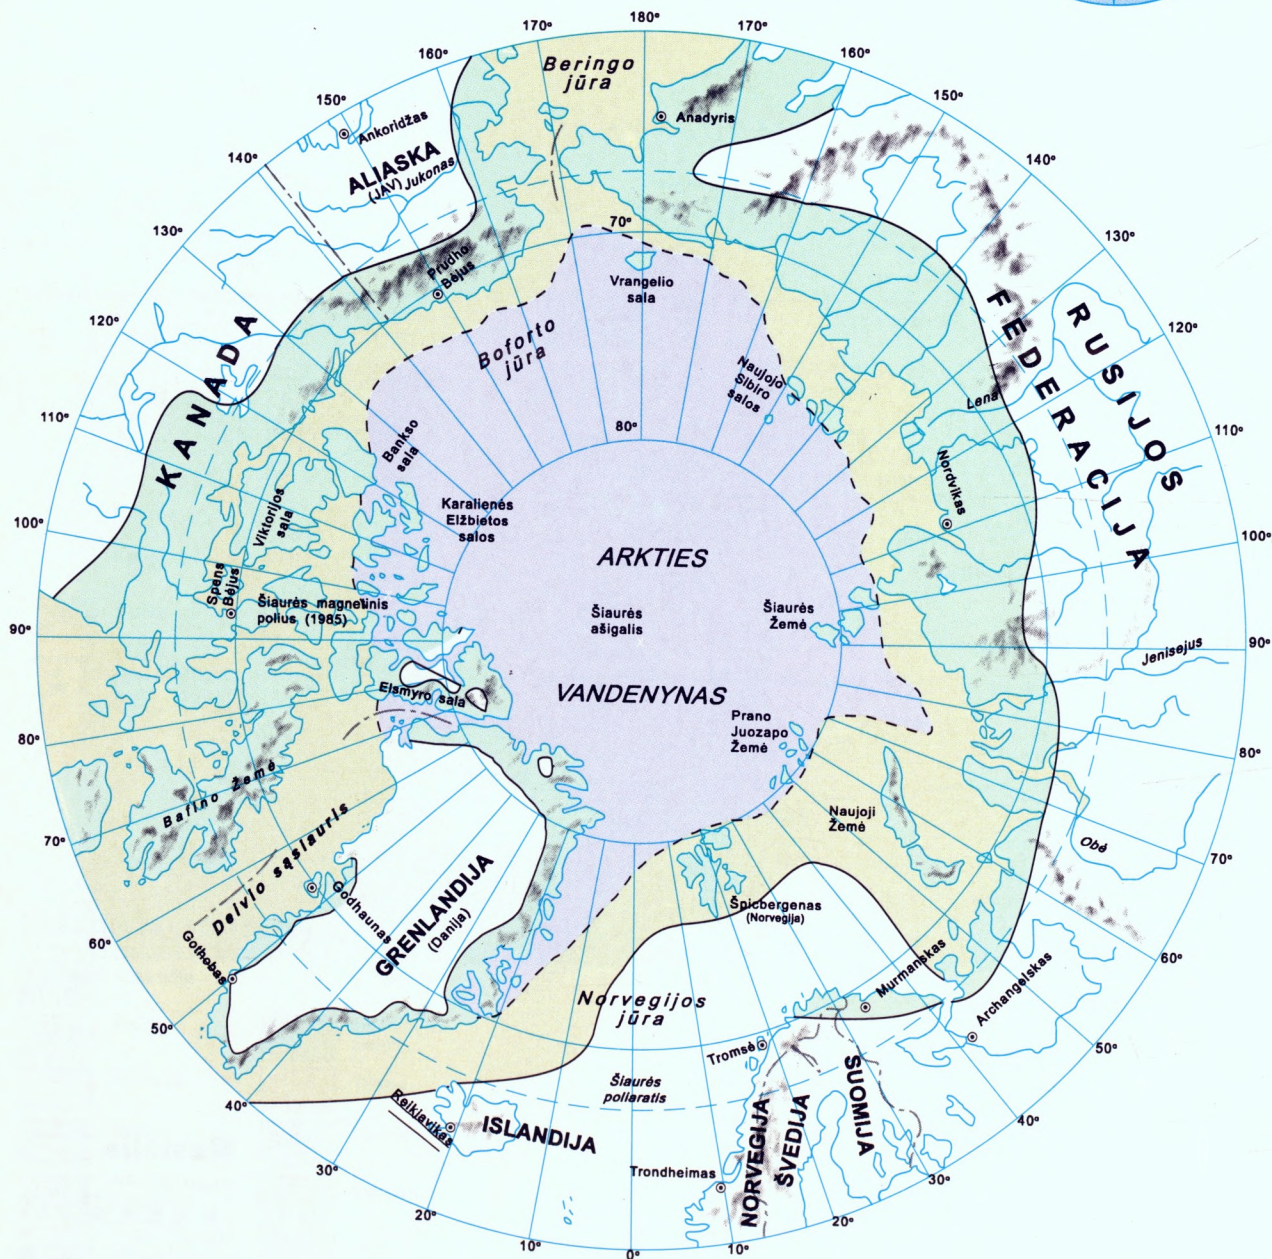 180°
170°
170°
160°
160°
150°
150°
140°
140°
130°
130°
120°
120°
110°
110°
100°
100°
90°
90°
80°
80°
70°
70°
60°
60°
50°
50°
40°
40°
30°
30°
20°
20°
10°
10°
0°
Beringo
jūra
Anadyris
Ankoridžas
ALIASKA
(JAV)
Jukonas
Prudho
Bėjus
70°
Vrangelio
sala
Boforto
jūra
Naujojo
Sibiro
salos
RUSIJOS
FEDERACIJA
Lena
Nordvikas
KANADA
Bankso
sala
80°
Viktorijos
sala
Karalienės
Elžbietos
salos
ARKTIES
Spens
Bėjus
Šiaurės magnetinis
polius (1985)
Šiaurės
ašigalis
Šiaurės
Žemė
Jenisejus
Elsmyro sala
VANDENYNAS
Prano
Juozapo
Žemė
Bafino Žemė
Naujoji
Žemė
Obė
Deivio sąsiauris
Godhaunas
GRENLANDIJA
(Danija)
Gothobas
Špicbergenas
(Norvegija)
Murmanskas
Archangelskas
Norvegijos
jūra
Tromsė
Šiaurės
poliaratis
Reikjavikas
ISLANDIJA
Trondheimas
NORVEGIJA
ŠVEDIJA
SUOMIJA